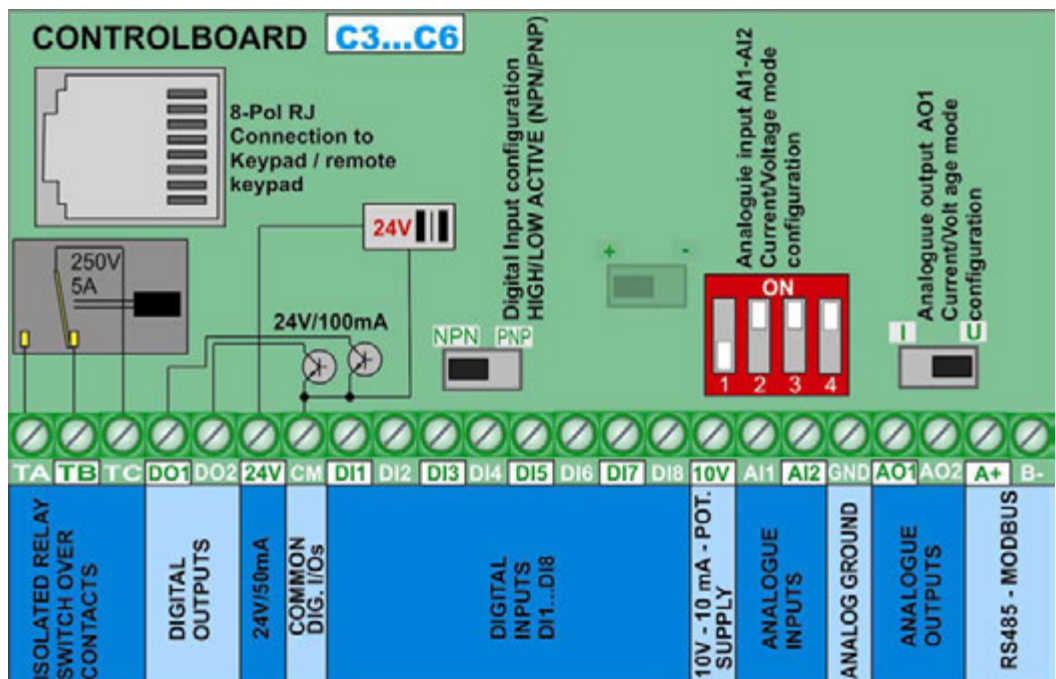 CONTROLBOARD C3...C6
8-Pol RJ
Connection to
Keypad / remote
keypad
24V
250V
5A
24V/100mA
Digital Input configuration
HIGH/LOW ACTIVE (NPN/PNP)
NPN PNP
+ -
Analoguie input AI1-AI2
Current/Voltage mode
configuration
ON
1 2 3 4
Analoguue output AO1
Current/Volt age mode
configuration
I U
TA TB TC DO1 DO2 24V CM DI1 DI2 DI3 DI4 DI5 DI6 DI7 DI8 10V AI1 AI2 GND AO1 AO2 A+ B-
ISOLATED RELAY
SWITCH OVER
CONTACTS
DIGITAL
OUTPUTS
24V/50mA
COMMON
DIG. I/Os
DIGITAL
INPUTS
DI1...DI8
10V - 10 mA - POT.
SUPPLY
ANALOGUE
INPUTS
ANALOG GROUND
ANALOGUE
OUTPUTS
RS485 - MODBUS